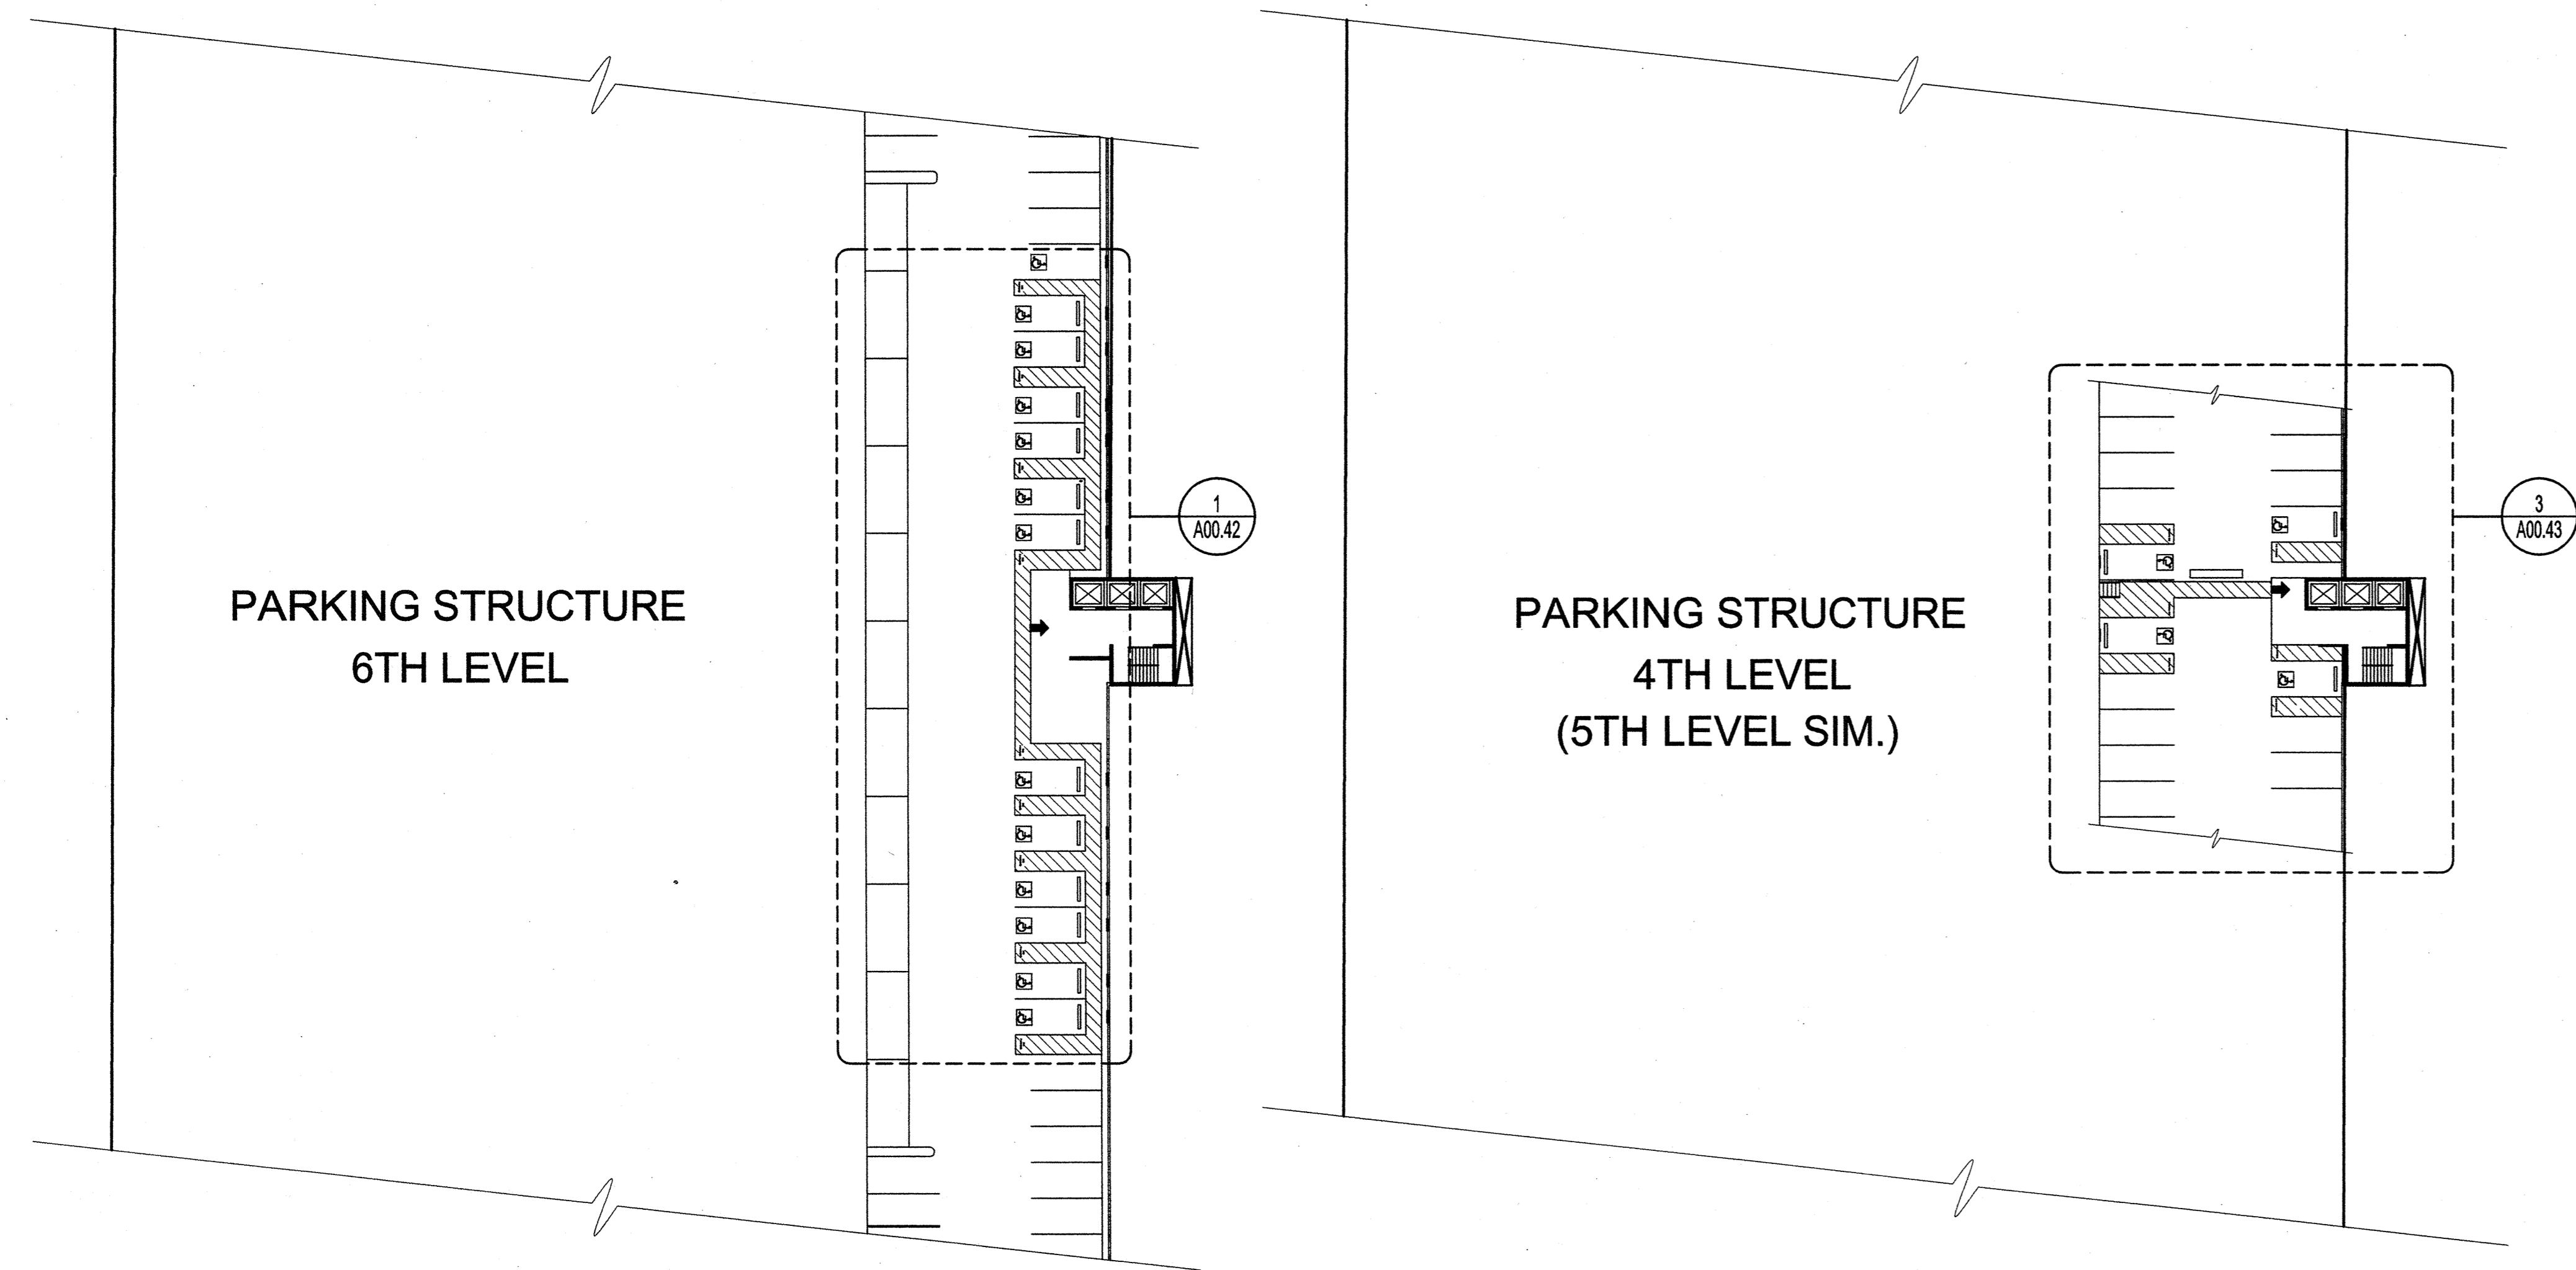 PARKING STRUCTURE
6TH LEVEL
1
A00.42
PARKING STRUCTURE
4TH LEVEL
(5TH LEVEL SIM.)
3
A00.43